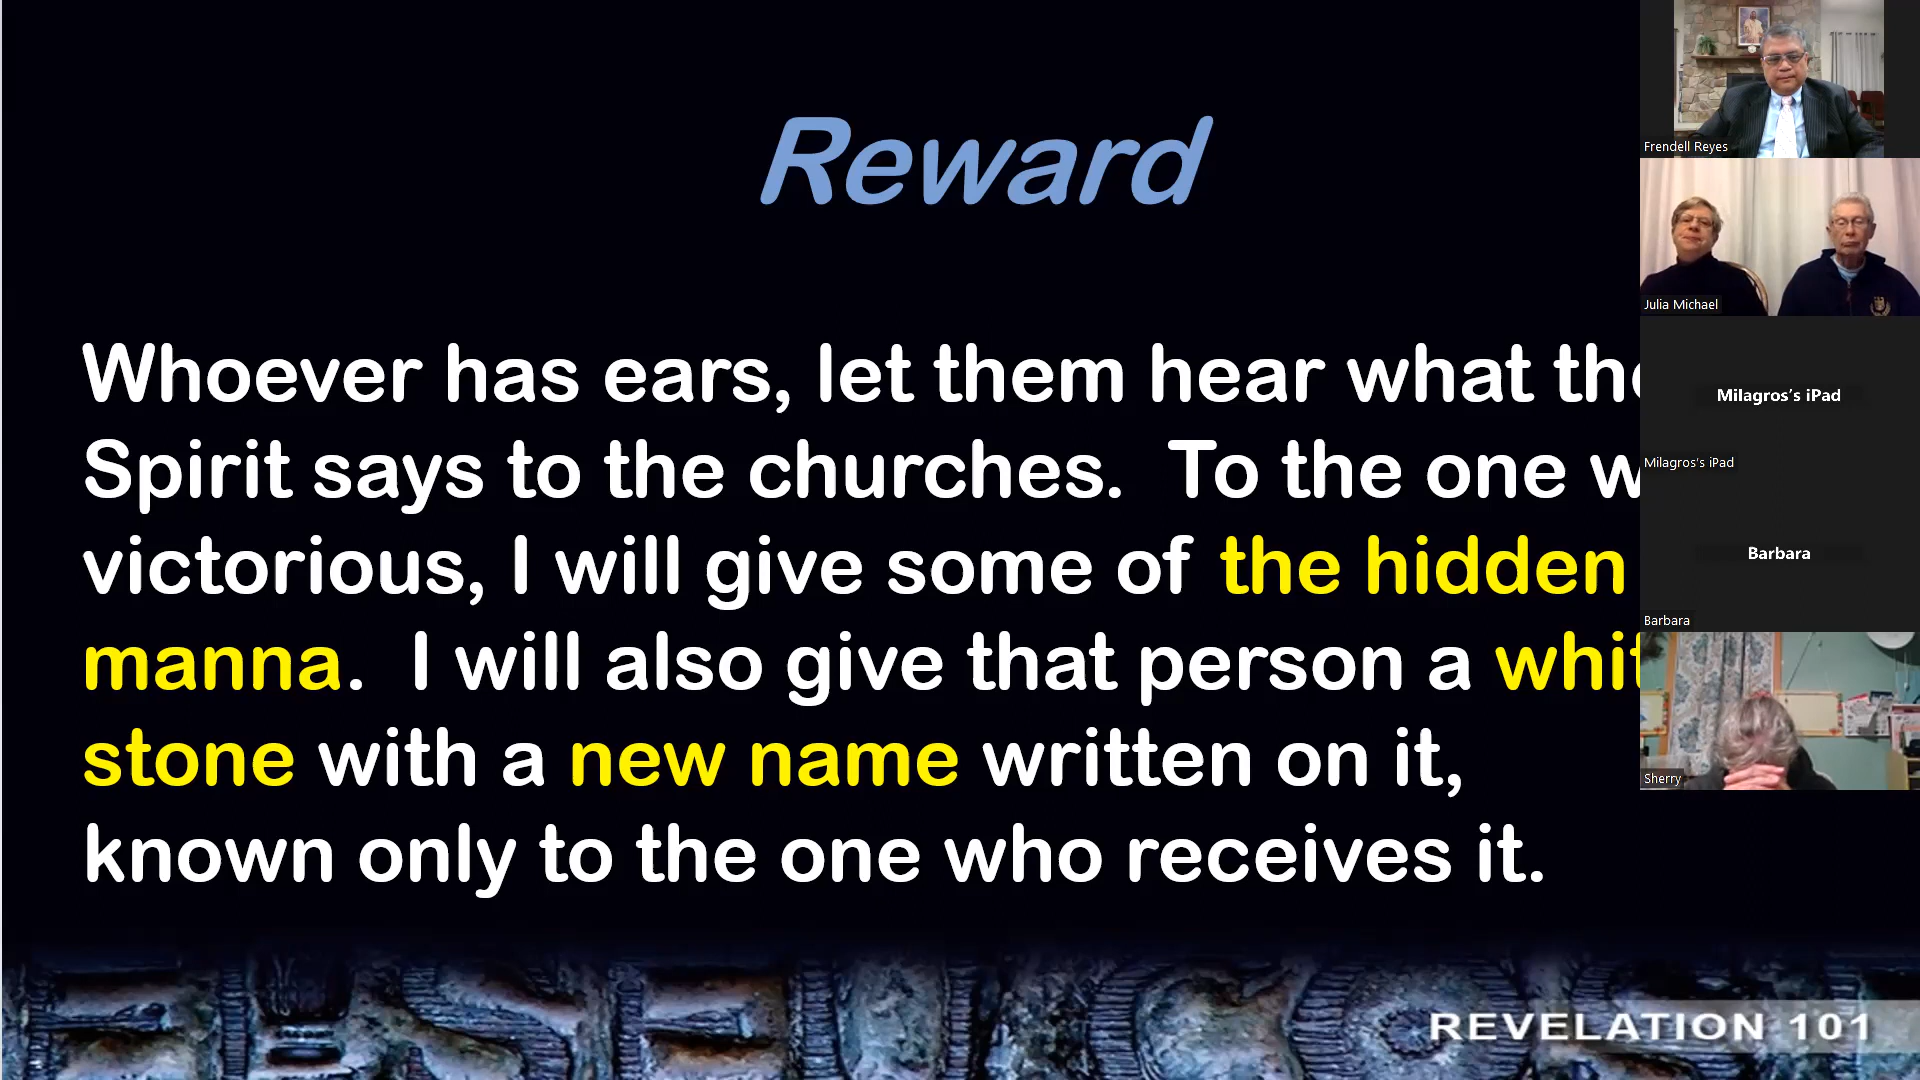 Reward
Whoever has ears, let them hear what the
Spirit says to the churches.  To the one w
victorious, I will give some of the hidden
manna.  I will also give that person a whit
stone with a new name written on it,
known only to the one who receives it.
REVELATION 101
Frendell Reyes
Julia Michael
Milagros's iPad
Milagros's iPad
Barbara
Barbara
Sherry